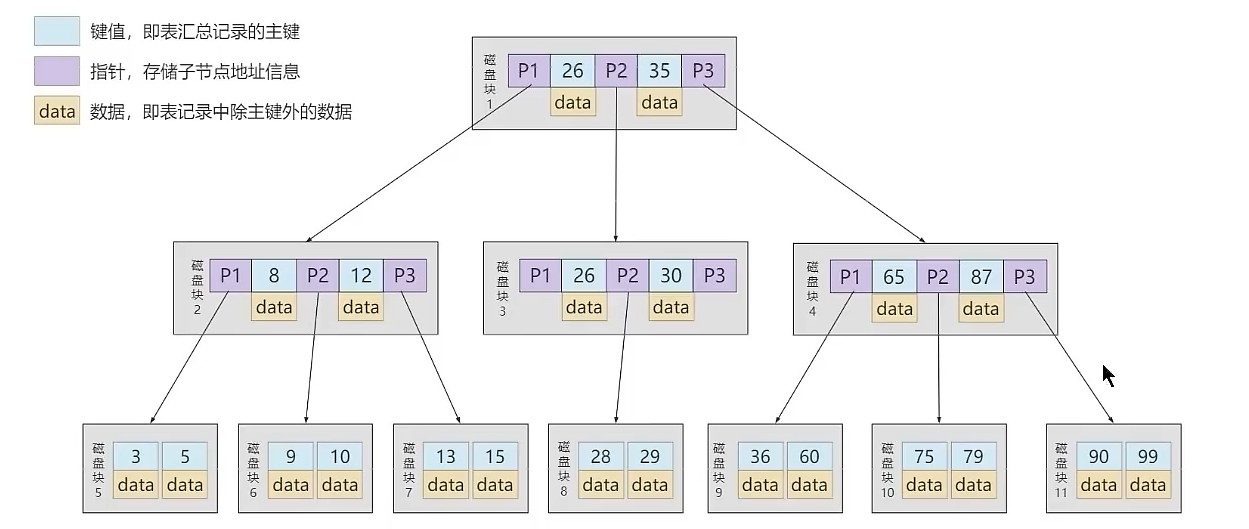 键值，即表汇总记录的主键
指针，存储子节点地址信息
data 数据，即表记录中除主键外的数据
磁盘块1
P1 26 P2 35 P3
data data
磁盘块2
P1 8 P2 12 P3
data data
磁盘块3
P1 26 P2 30 P3
data data
磁盘块4
P1 65 P2 87 P3
data data
磁盘块5
3 5
data data
磁盘块6
9 10
data data
磁盘块7
13 15
data data
磁盘块8
28 29
data data
磁盘块9
36 60
data data
磁盘块10
75 79
data data
磁盘块11
90 99
data data